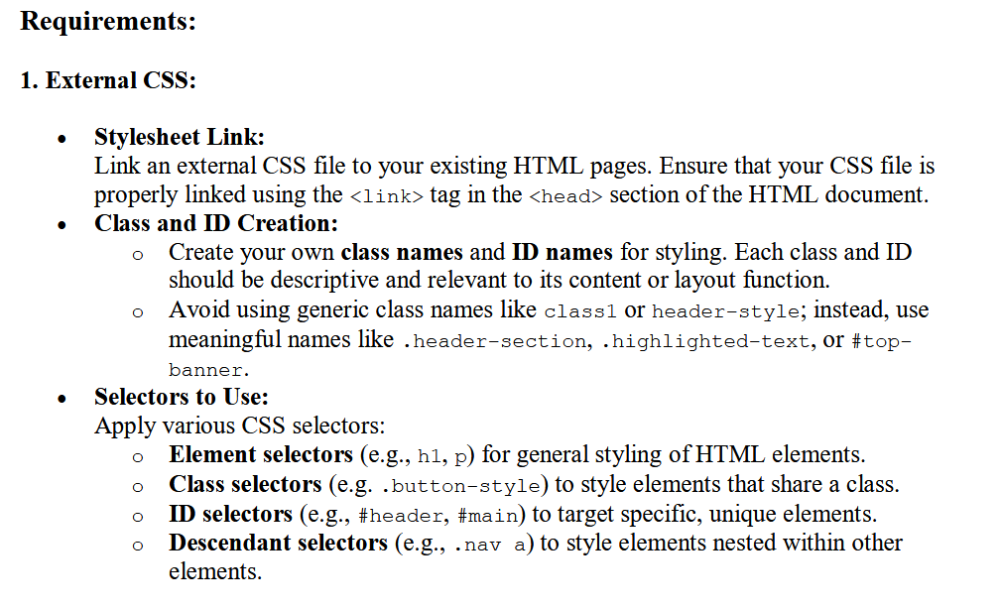 Requirements:
1. External CSS:
• Stylesheet Link:
Link an external CSS file to your existing HTML pages. Ensure that your CSS file is
properly linked using the <link> tag in the <head> section of the HTML document.
• Class and ID Creation:
o Create your own class names and ID names for styling. Each class and ID
should be descriptive and relevant to its content or layout function.
o Avoid using generic class names like class1 or header-style; instead, use
meaningful names like .header-section, .highlighted-text, or #top-
banner.
• Selectors to Use:
Apply various CSS selectors:
o Element selectors (e.g., h1, p) for general styling of HTML elements.
o Class selectors (e.g. .button-style) to style elements that share a class.
o ID selectors (e.g., #header, #main) to target specific, unique elements.
o Descendant selectors (e.g., .nav a) to style elements nested within other
elements.